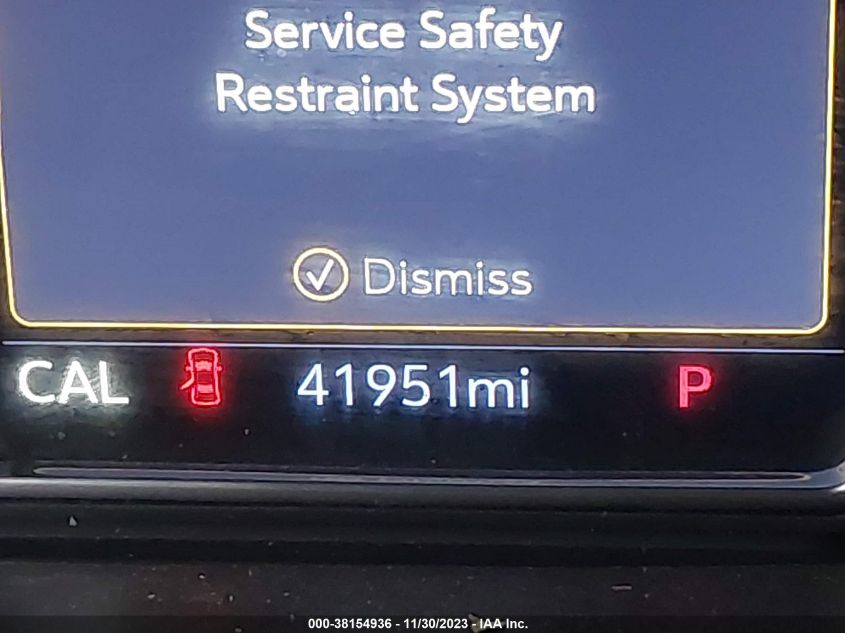 Service Safety
Restraint System
Dismiss
CAL 41951mi P
000-38154936 - 11/30/2023 - IAA Inc.